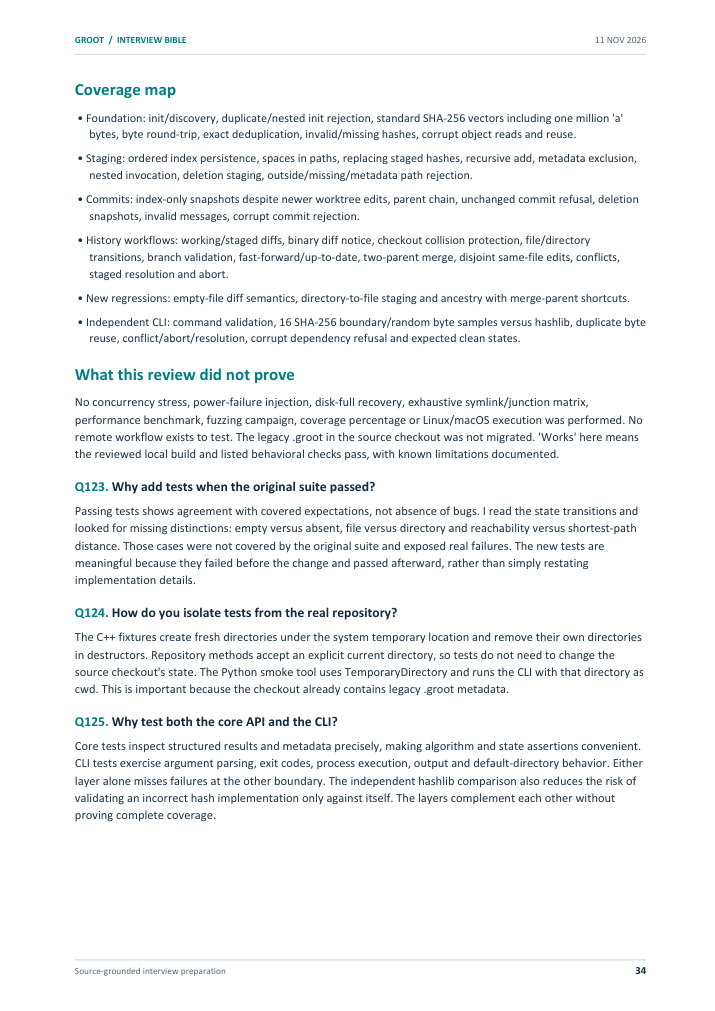 GROOT / INTERVIEW BIBLE
11 NOV 2026
Coverage map
• Foundation: init/discovery, duplicate/nested init rejection, standard SHA-256 vectors including one million 'a'
bytes, byte round-trip, exact deduplication, invalid/missing hashes, corrupt object reads and reuse.
• Staging: ordered index persistence, spaces in paths, replacing staged hashes, recursive add, metadata exclusion,
nested invocation, deletion staging, outside/missing/metadata path rejection.
• Commits: index-only snapshots despite newer worktree edits, parent chain, unchanged commit refusal, deletion
snapshots, invalid messages, corrupt commit rejection.
• History workflows: working/staged diffs, binary diff notice, checkout collision protection, file/directory
transitions, branch validation, fast-forward/up-to-date, two-parent merge, disjoint same-file edits, conflicts,
staged resolution and abort.
• New regressions: empty-file diff semantics, directory-to-file staging and ancestry with merge-parent shortcuts.
• Independent CLI: command validation, 16 SHA-256 boundary/random byte samples versus hashlib, duplicate byte
reuse, conflict/abort/resolution, corrupt dependency refusal and expected clean states.
What this review did not prove
No concurrency stress, power-failure injection, disk-full recovery, exhaustive symlink/junction matrix,
performance benchmark, fuzzing campaign, coverage percentage or Linux/macOS execution was performed. No
remote workflow exists to test. The legacy .groot in the source checkout was not migrated. 'Works' here means
the reviewed local build and listed behavioral checks pass, with known limitations documented.
Q123. Why add tests when the original suite passed?
Passing tests shows agreement with covered expectations, not absence of bugs. I read the state transitions and
looked for missing distinctions: empty versus absent, file versus directory and reachability versus shortest-path
distance. Those cases were not covered by the original suite and exposed real failures. The new tests are
meaningful because they failed before the change and passed afterward, rather than simply restating
implementation details.
Q124. How do you isolate tests from the real repository?
The C++ fixtures create fresh directories under the system temporary location and remove their own directories
in destructors. Repository methods accept an explicit current directory, so tests do not need to change the
source checkout's state. The Python smoke tool uses TemporaryDirectory and runs the CLI with that directory as
cwd. This is important because the checkout already contains legacy .groot metadata.
Q125. Why test both the core API and the CLI?
Core tests inspect structured results and metadata precisely, making algorithm and state assertions convenient.
CLI tests exercise argument parsing, exit codes, process execution, output and default-directory behavior. Either
layer alone misses failures at the other boundary. The independent hashlib comparison also reduces the risk of
validating an incorrect hash implementation only against itself. The layers complement each other without
proving complete coverage.
Source-grounded interview preparation
34